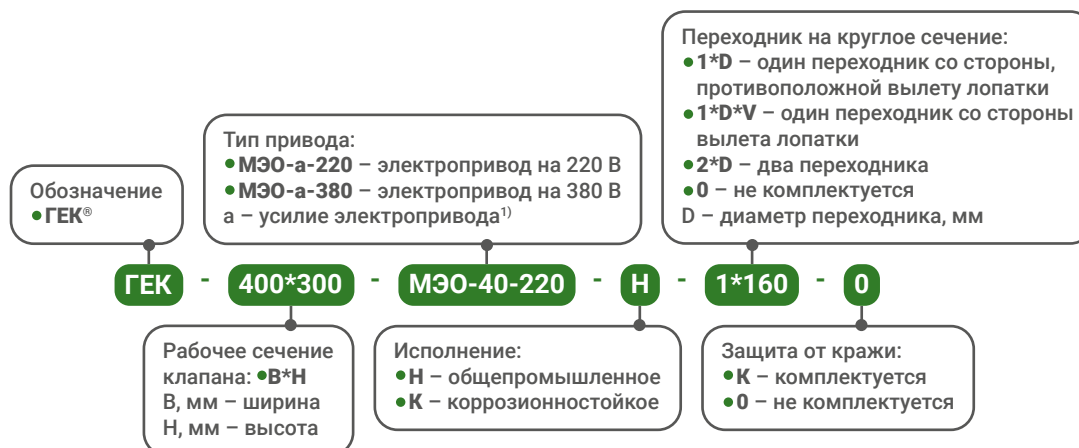 Переходник на круглое сечение:
•1*D – один переходник со стороны,
противоположной вылету лопатки
•1*D*V – один переходник со стороны
вылета лопатки
•2*D – два переходника
•0 – не комплектуется
D – диаметр переходника, мм
Тип привода:
•МЭО-а-220 – электропривод на 220 В
•МЭО-а-380 – электропривод на 380 В
а – усилие электропривода¹⁾
Обозначение
•ГЕК®
ГЕК - 400*300 - МЭО-40-220 - Н - 1*160 - 0
Рабочее сечение
клапана: •В*Н
В, мм – ширина
Н, мм – высота
Исполнение:
•Н – общепромышленное
•К – коррозионностойкое
Защита от кражи:
•К – комплектуется
•0 – не комплектуется